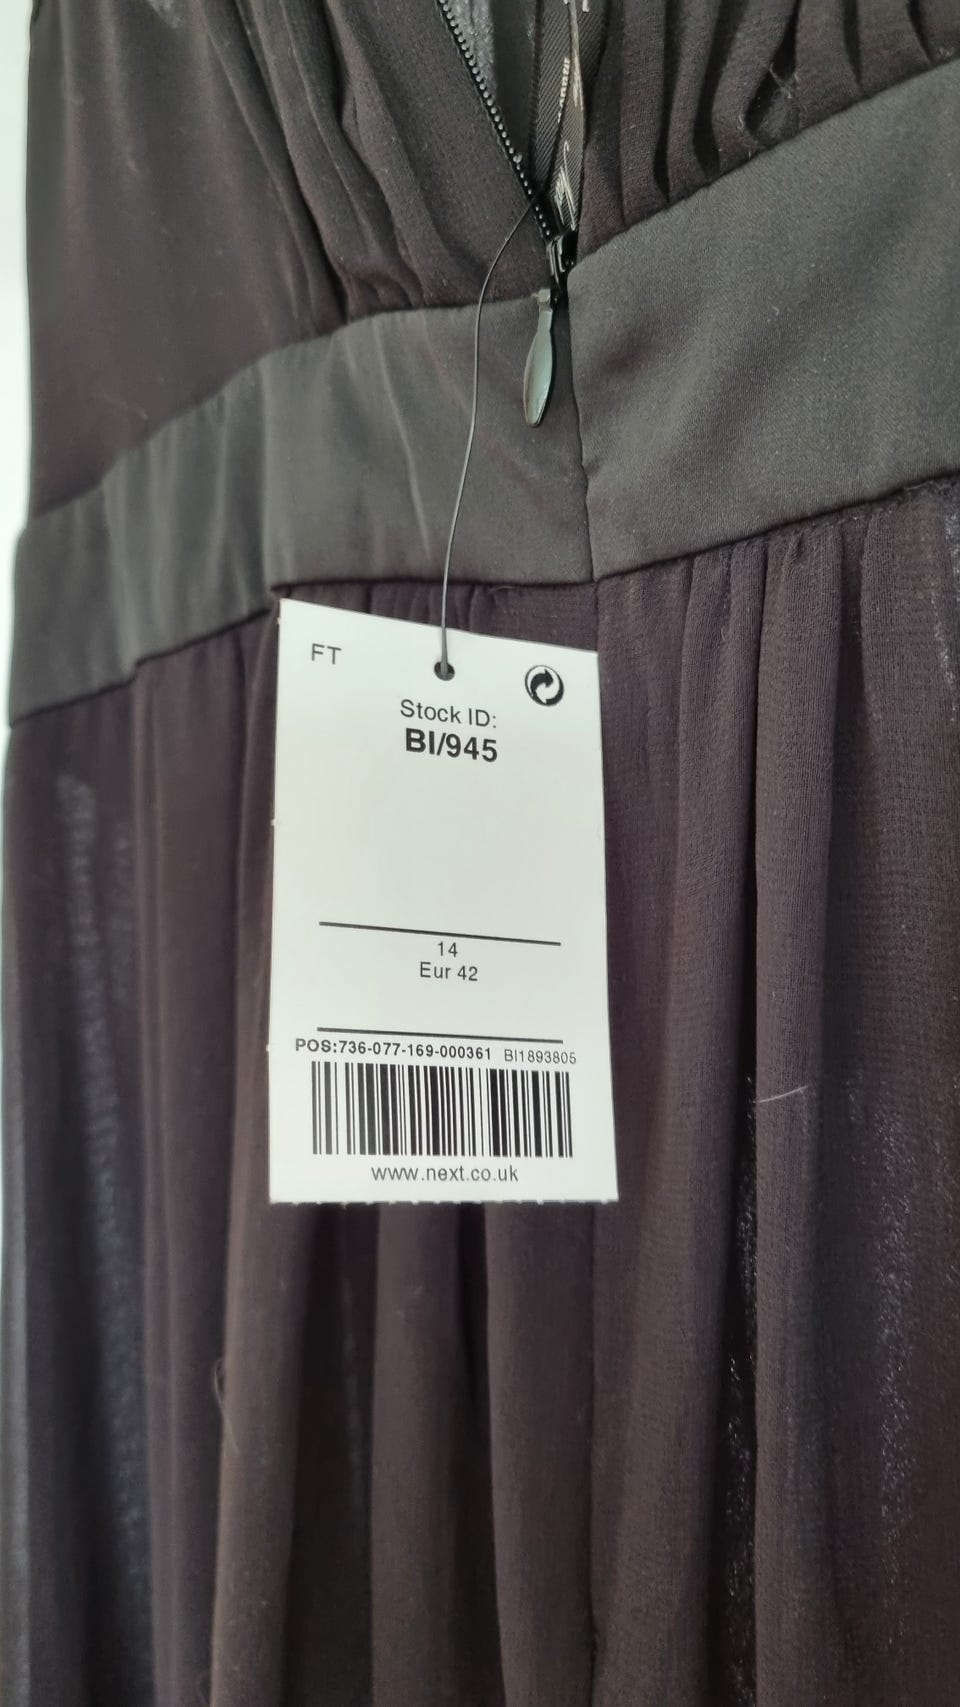 FT
Stock ID:
BI/945
14
Eur 42
POS:736-077-169-000361 BI1893805
www.next.co.uk